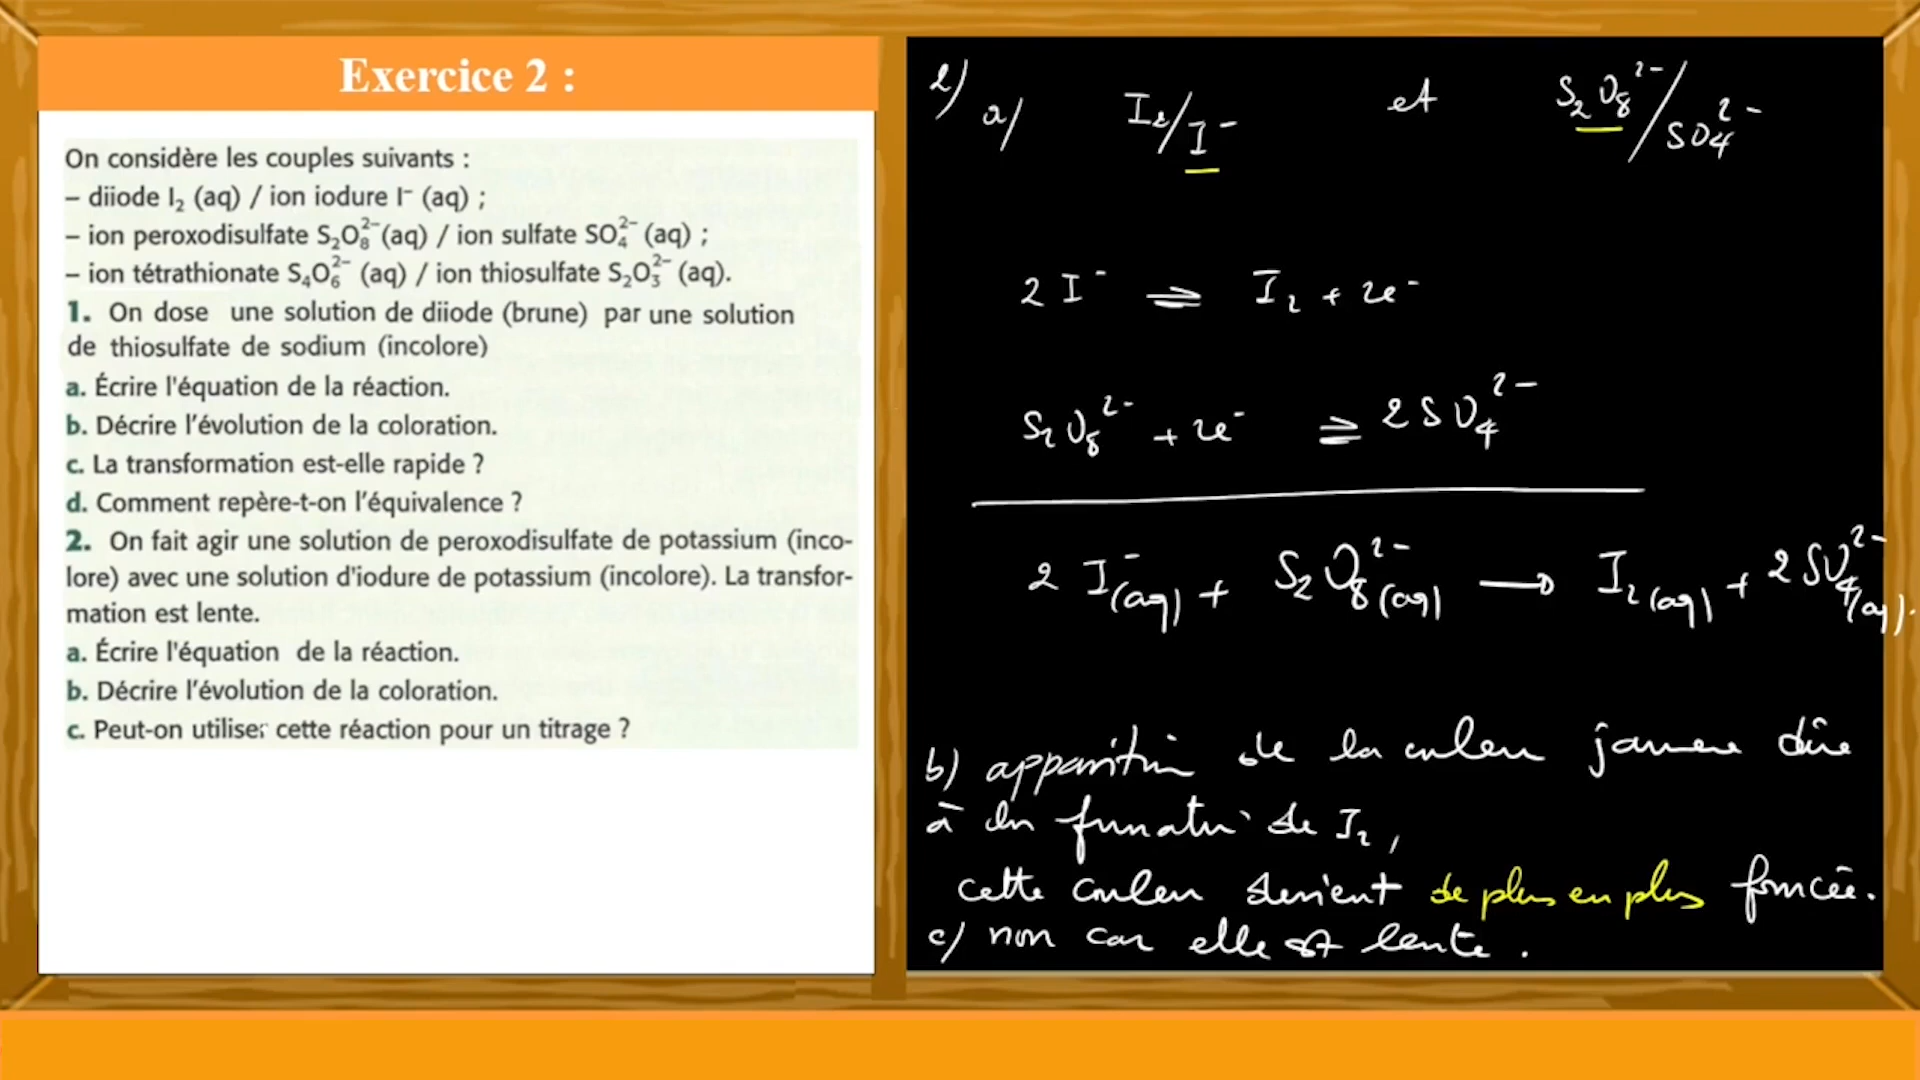 Exercice 2 :
On considère les couples suivants :
– diiode I₂ (aq) / ion iodure I⁻ (aq) ;
– ion peroxodisulfate S₂O₈²⁻ (aq) / ion sulfate SO₄²⁻ (aq) ;
– ion tétrathionate S₄O₆²⁻ (aq) / ion thiosulfate S₂O₃²⁻ (aq).
1. On dose une solution de diiode (brune) par une solution
de thiosulfate de sodium (incolore)
a. Écrire l'équation de la réaction.
b. Décrire l'évolution de la coloration.
c. La transformation est-elle rapide ?
d. Comment repère-t-on l'équivalence ?
2. On fait agir une solution de peroxodisulfate de potassium (inco-
lore) avec une solution d'iodure de potassium (incolore). La transfor-
mation est lente.
a. Écrire l'équation de la réaction.
b. Décrire l'évolution de la coloration.
c. Peut-on utiliser cette réaction pour un titrage ?
2) a) I₂/I⁻ et S₂O₈²⁻/SO₄²⁻
2 I⁻ ⇌ I₂ + 2e⁻
S₂O₈²⁻ + 2e⁻ ⇌ 2 SO₄²⁻
2 I⁻(aq) + S₂O₈²⁻(aq) ⟶ I₂(aq) + 2 SO₄²⁻(aq).
b) apparition de la couleur jaune dûe
à la formation de I₂,
cette couleur devient de plus en plus foncée.
c) non car elle est lente.